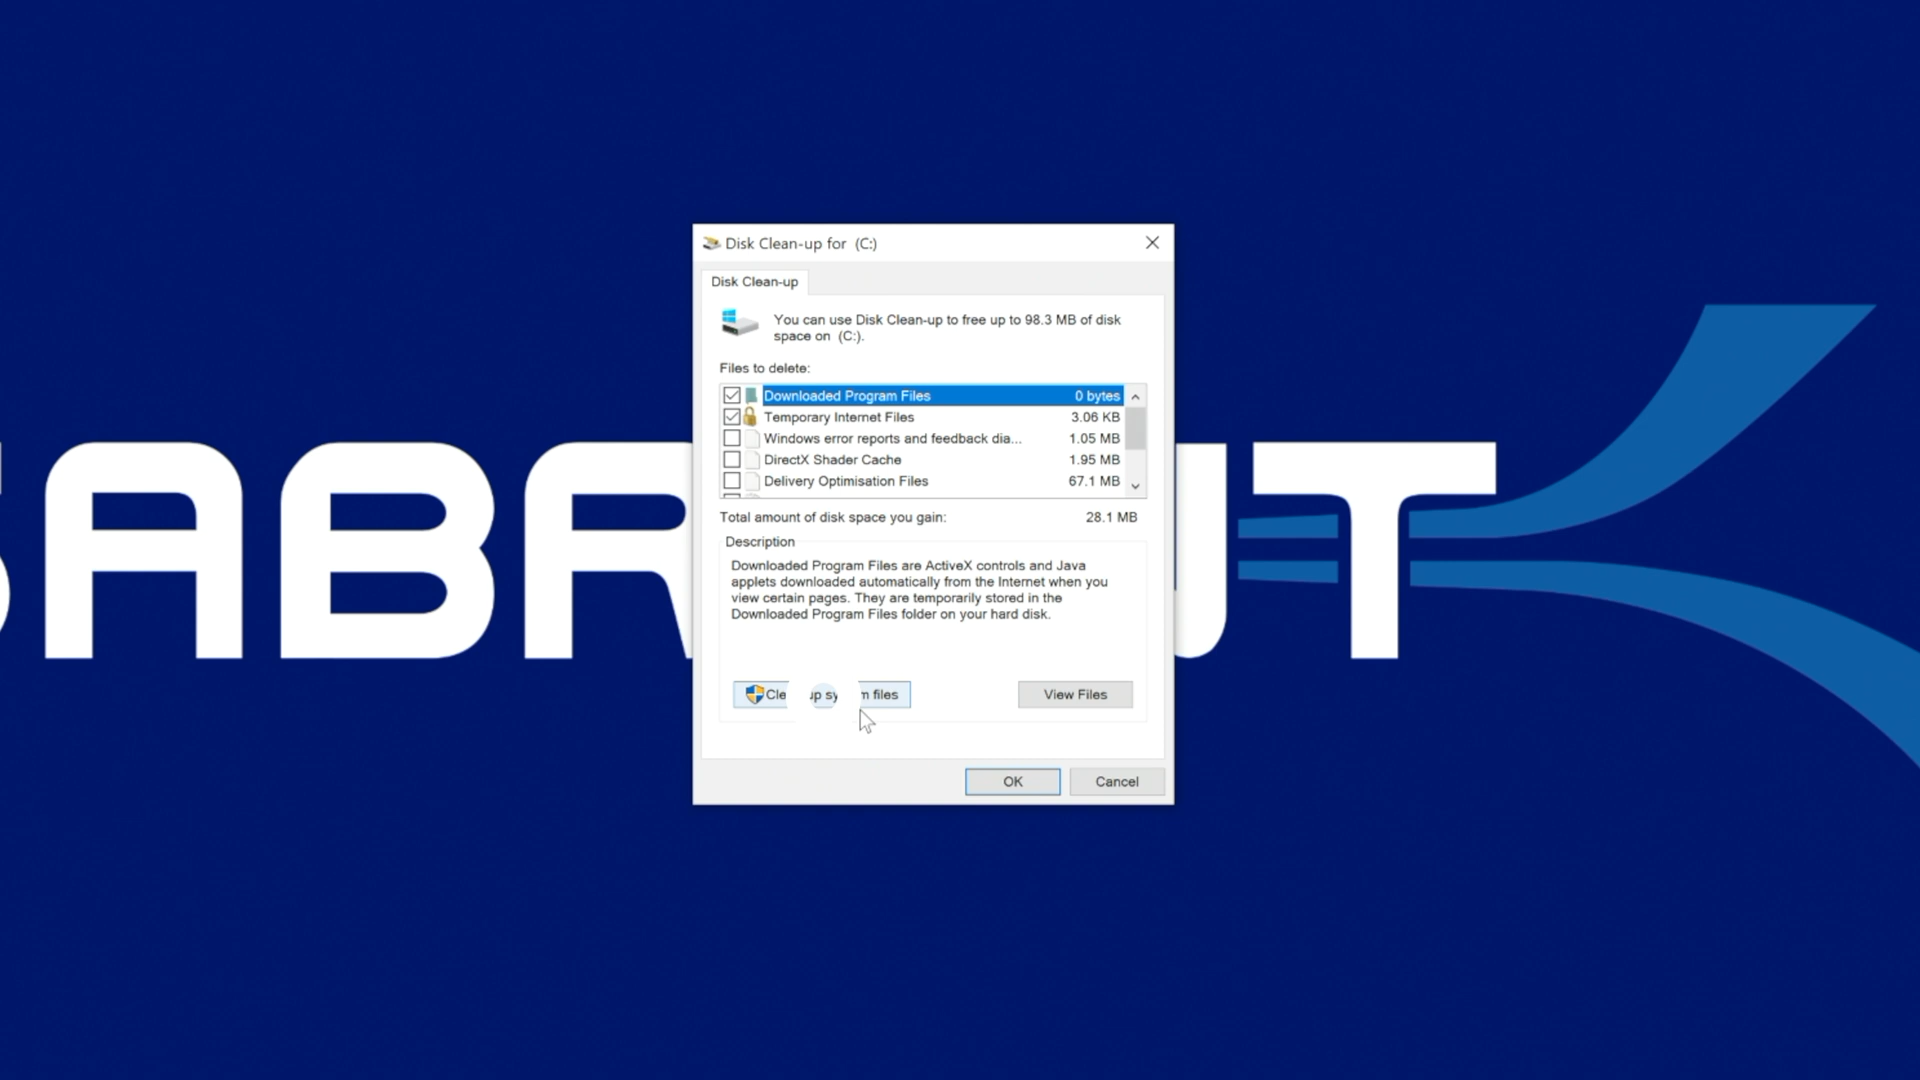 Disk Clean-up for (C:)
Disk Clean-up
You can use Disk Clean-up to free up to 98.3 MB of disk
space on (C:).
Files to delete:
Downloaded Program Files 0 bytes
Temporary Internet Files 3.06 KB
Windows error reports and feedback dia... 1.05 MB
DirectX Shader Cache 1.95 MB
Delivery Optimisation Files 67.1 MB
Total amount of disk space you gain: 28.1 MB
Description
Downloaded Program Files are ActiveX controls and Java
applets downloaded automatically from the Internet when you
view certain pages. They are temporarily stored in the
Downloaded Program Files folder on your hard disk.
Cle up sy m files
View Files
OK
Cancel